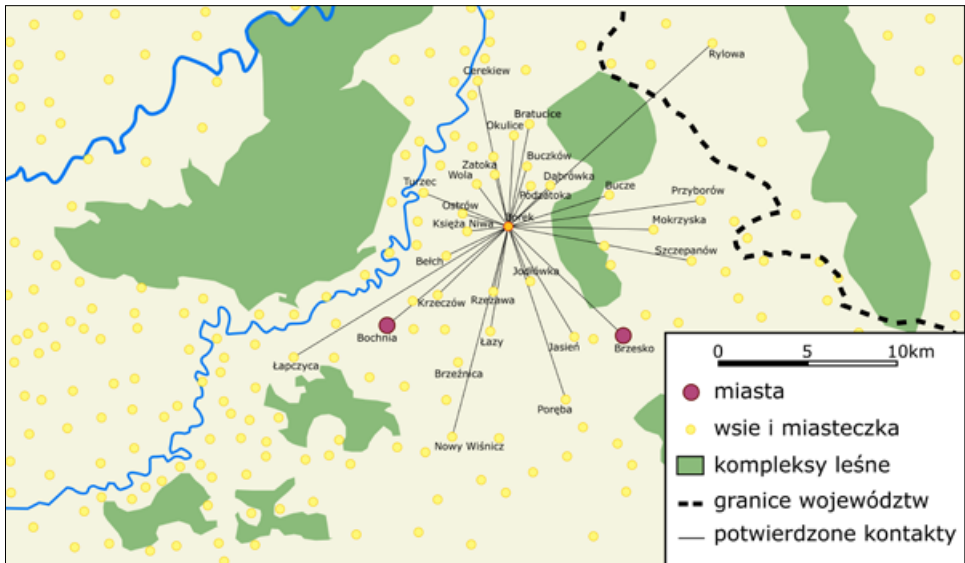 Rylowa
Cerekiew
Bratucice
Okulice
Buczków
Zatoka
Wola
Dąbrówka
Podzatoka
Bucze
Turzec
Przyborów
Ostrów
Księża Niwa
Borek
Mokrzyska
Szczepanów
Bełch
Jodłówka
Krzeczów
Rzezawa
Bochnia
Łazy
Jasień
Brzesko
Łapczyca
Brzeźnica
Poręba
Nowy Wiśnicz
0 5 10km
miasta
wsie i miasteczka
kompleksy leśne
granice województw
potwierdzone kontakty